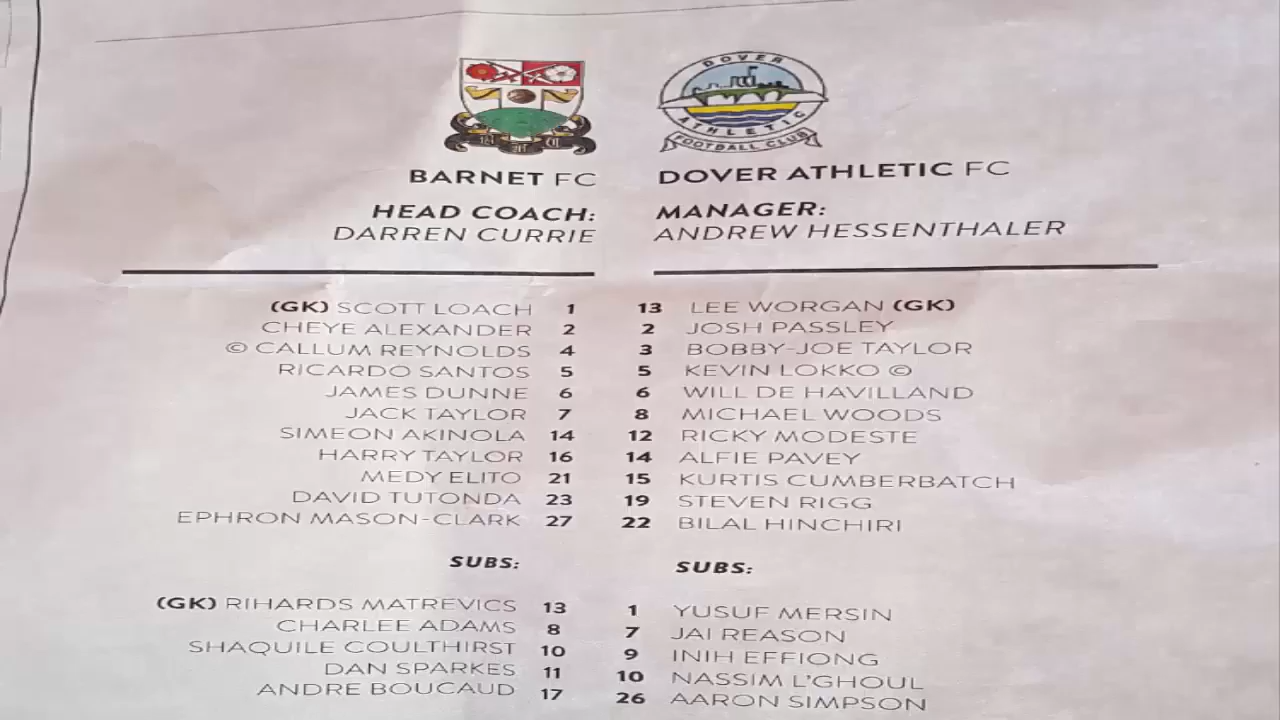 DOVER
ATHLETIC
FOOTBALL CLUB
BARNET FC
HEAD COACH:
DARREN CURRIE
(GK) SCOTT LOACH 1
CHEYE ALEXANDER 2
© CALLUM REYNOLDS 4
RICARDO SANTOS 5
JAMES DUNNE 6
JACK TAYLOR 7
SIMEON AKINOLA 14
HARRY TAYLOR 16
MEDY ELITO 21
DAVID TUTONDA 23
EPHRON MASON-CLARK 27
SUBS:
(GK) RIHARDS MATREVICS 13
CHARLEE ADAMS 8
SHAQUILE COULTHIRST 10
DAN SPARKES 11
ANDRE BOUCAUD 17
DOVER ATHLETIC FC
MANAGER:
ANDREW HESSENTHALER
13 LEE WORGAN (GK)
2 JOSH PASSLEY
3 BOBBY-JOE TAYLOR
5 KEVIN LOKKO ©
6 WILL DE HAVILLAND
8 MICHAEL WOODS
12 RICKY MODESTE
14 ALFIE PAVEY
15 KURTIS CUMBERBATCH
19 STEVEN RIGG
22 BILAL HINCHIRI
SUBS:
1 YUSUF MERSIN
7 JAI REASON
9 INIH EFFIONG
10 NASSIM L'GHOUL
26 AARON SIMPSON